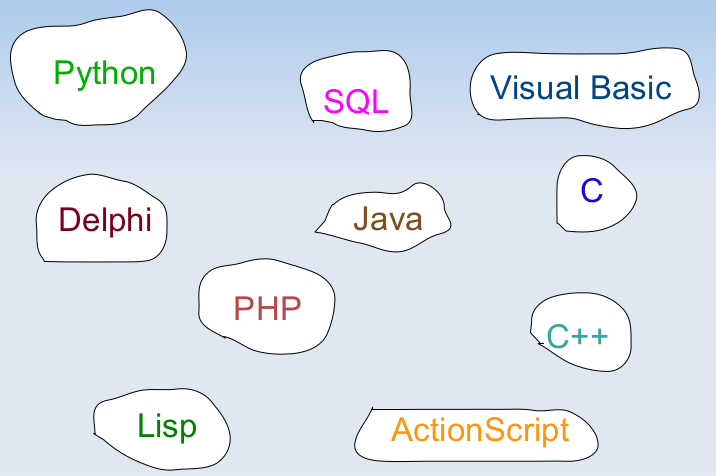 Python
SQL
Visual Basic
Delphi
Java
C
PHP
C++
Lisp
ActionScript